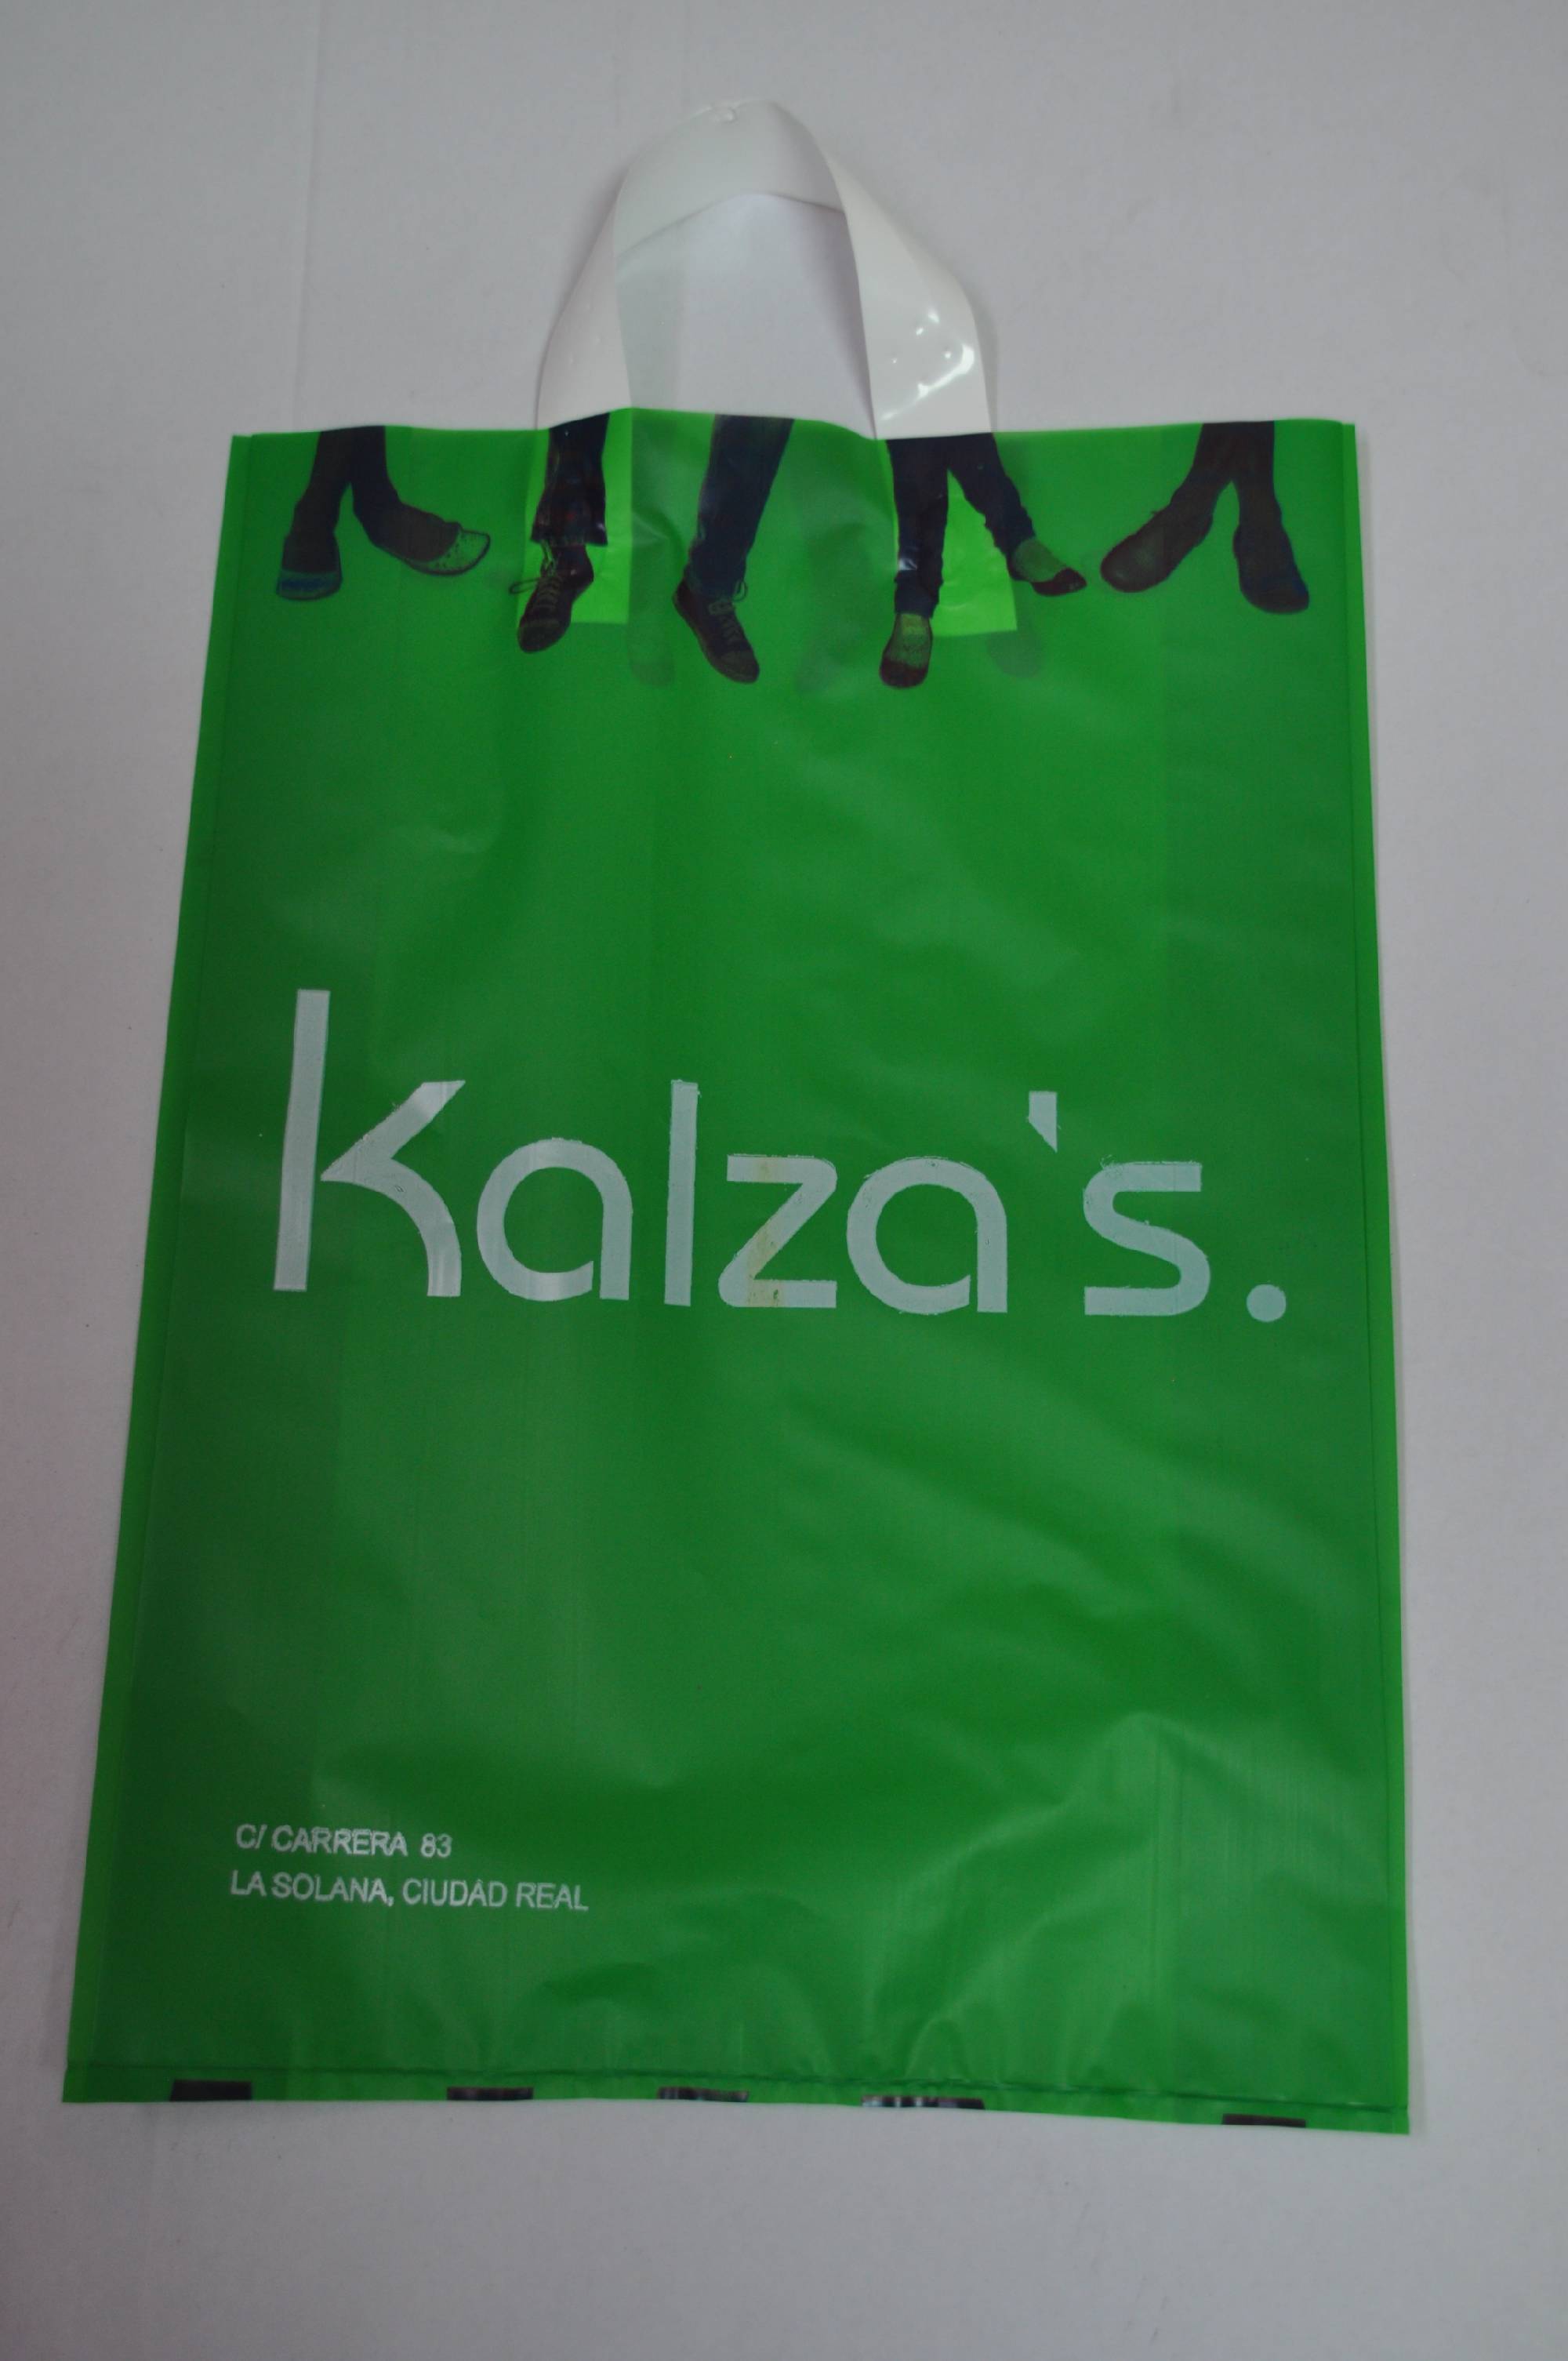 Kalza's.
C/ CARRERA 83
LA SOLANA, CIUDAD REAL